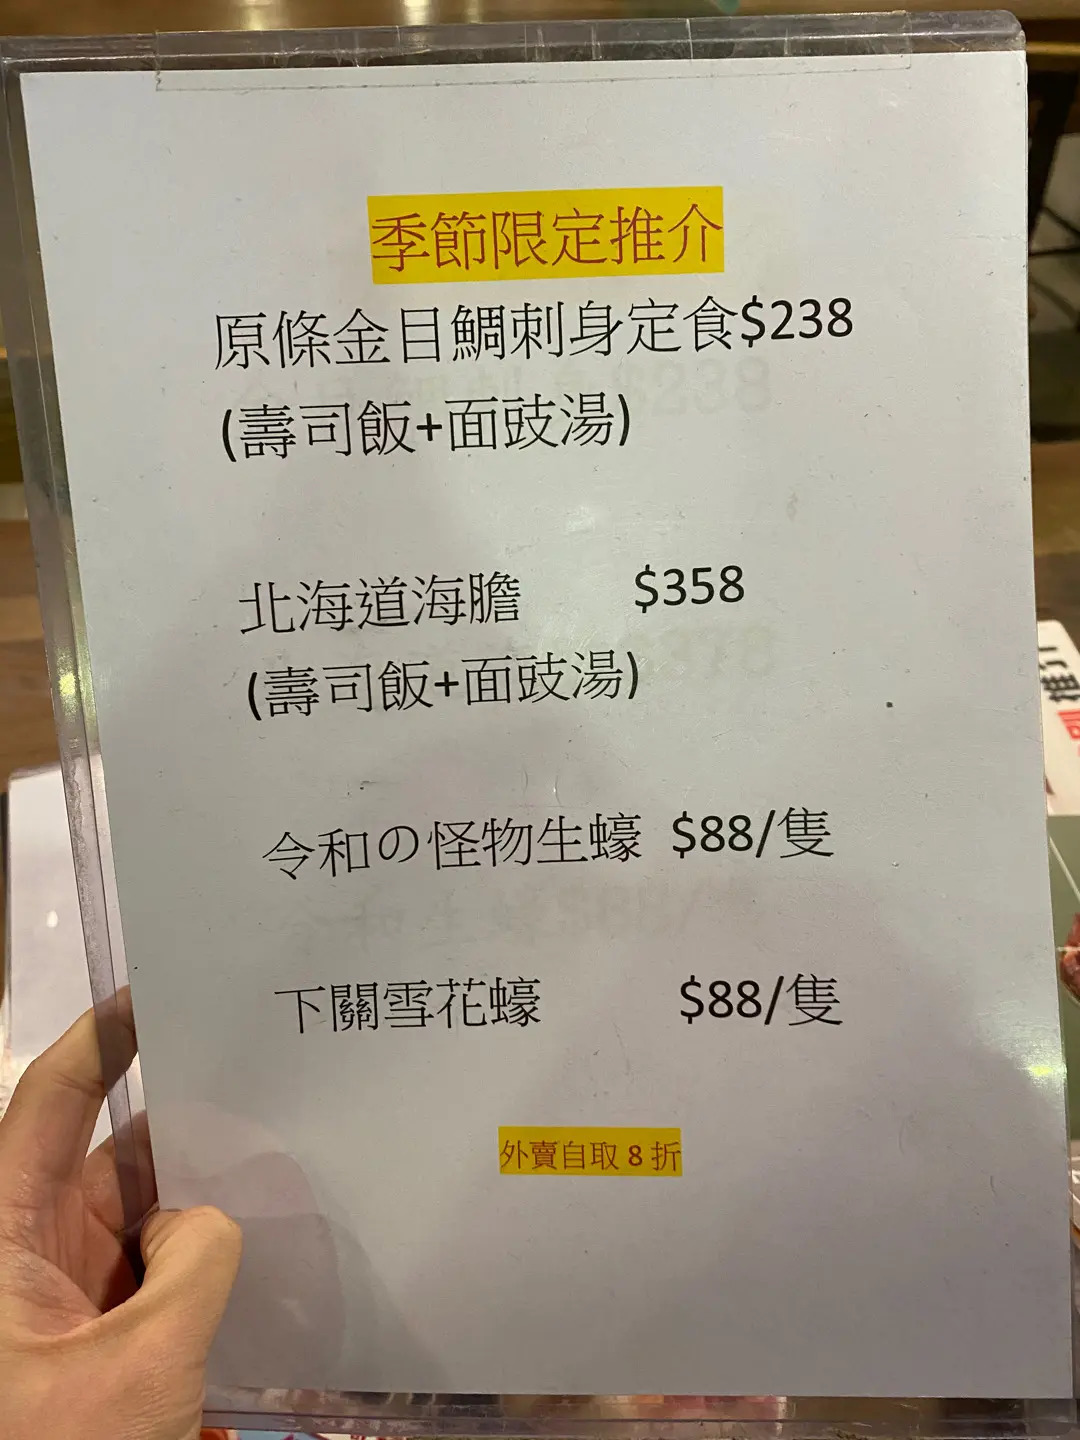 季節限定推介
原條金目鯛刺身定食$238
(壽司飯+面豉湯)
北海道海膽 $358
(壽司飯+面豉湯)
令和の怪物生蠔 $88/隻
下關雪花蠔 $88/隻
外賣自取 8 折